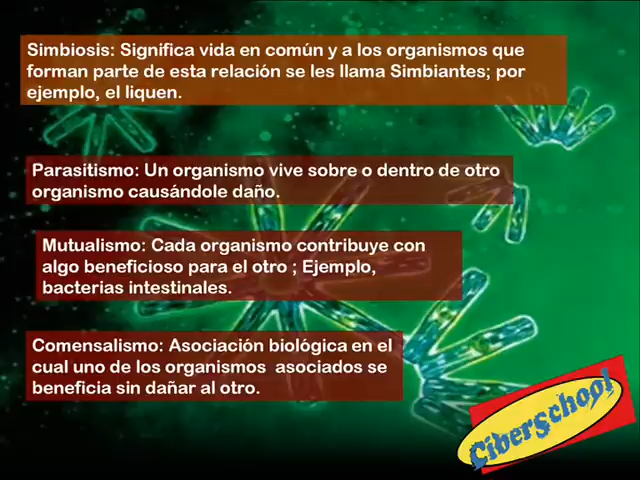 Simbiosis: Significa vida en común y a los organismos que
forman parte de esta relación se les llama Simbiantes; por
ejemplo, el liquen.
Parasitismo: Un organismo vive sobre o dentro de otro
organismo causándole daño.
Mutualismo: Cada organismo contribuye con
algo beneficioso para el otro ; Ejemplo,
bacterias intestinales.
Comensalismo: Asociación biológica en el
cual uno de los organismos asociados se
beneficia sin dañar al otro.
Ciberschool